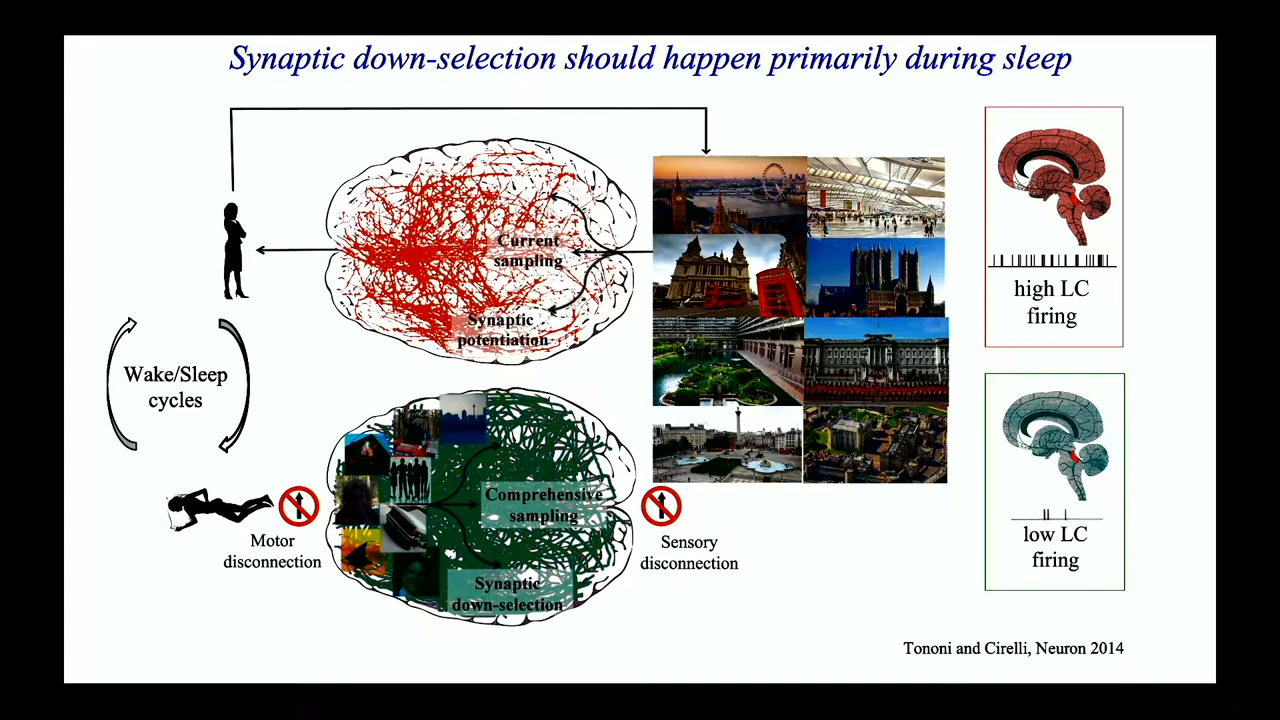 Synaptic down-selection should happen primarily during sleep
Current
sampling
Synaptic
potentiation
high LC
firing
Wake/Sleep
cycles
Comprehensive
sampling
Motor
disconnection
Sensory
disconnection
Synaptic
down-selection
low LC
firing
Tononi and Cirelli, Neuron 2014